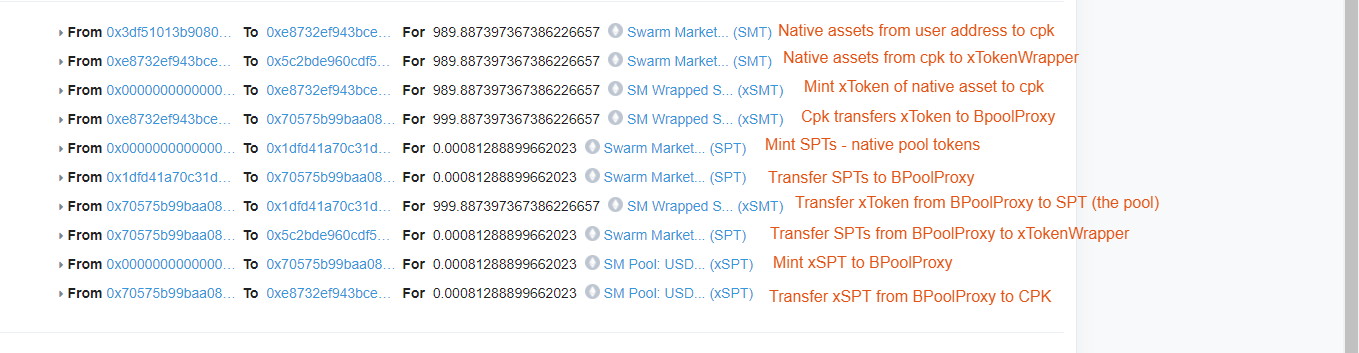 From 0x3df51013b9080... To 0xe8732ef943bce... For 989.887397367386226657 Swarm Market... (SMT) Native assets from user address to cpk
From 0xe8732ef943bce... To 0x5c2bde960cdf5... For 989.887397367386226657 Swarm Market... (SMT) Native assets from cpk to xTokenWrapper
From 0x0000000000000... To 0xe8732ef943bce... For 989.887397367386226657 SM Wrapped S... (xSMT) Mint xToken of native asset to cpk
From 0xe8732ef943bce... To 0x70575b99baa08... For 999.887397367386226657 SM Wrapped S... (xSMT) Cpk transfers xToken to BpoolProxy
From 0x0000000000000... To 0x1dfd41a70c31d... For 0.00081288899662023 Swarm Market... (SPT) Mint SPTs - native pool tokens
From 0x1dfd41a70c31d... To 0x70575b99baa08... For 0.00081288899662023 Swarm Market... (SPT) Transfer SPTs to BPoolProxy
From 0x70575b99baa08... To 0x1dfd41a70c31d... For 999.887397367386226657 SM Wrapped S... (xSMT) Transfer xToken from BPoolProxy to SPT (the pool)
From 0x70575b99baa08... To 0x5c2bde960cdf5... For 0.00081288899662023 Swarm Market... (SPT) Transfer SPTs from BPoolProxy to xTokenWrapper
From 0x0000000000000... To 0x70575b99baa08... For 0.00081288899662023 SM Pool: USD... (xSPT) Mint xSPT to BPoolProxy
From 0x70575b99baa08... To 0xe8732ef943bce... For 0.00081288899662023 SM Pool: USD... (xSPT) Transfer xSPT from BPoolProxy to CPK